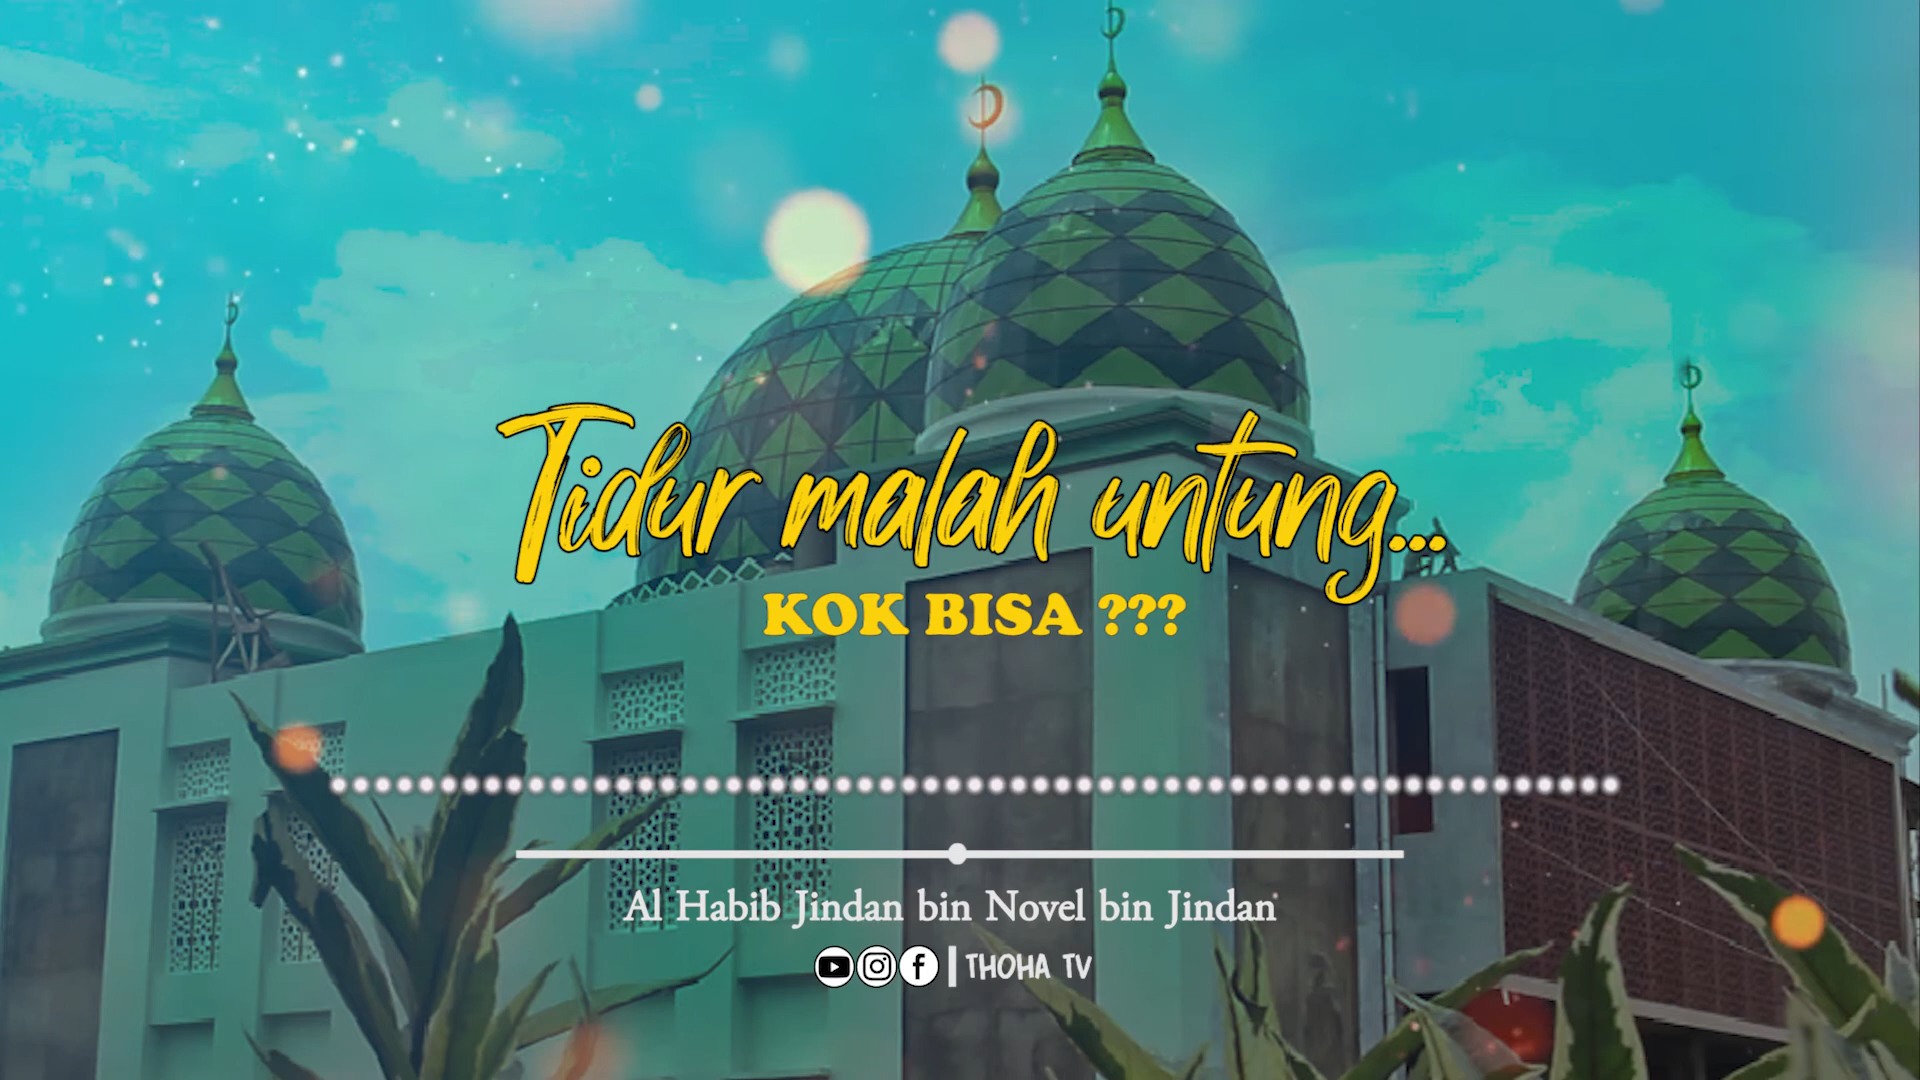 Tidur malah untung...
KOK BISA ???
Al Habib Jindan bin Novel bin Jindan
THOHA TV